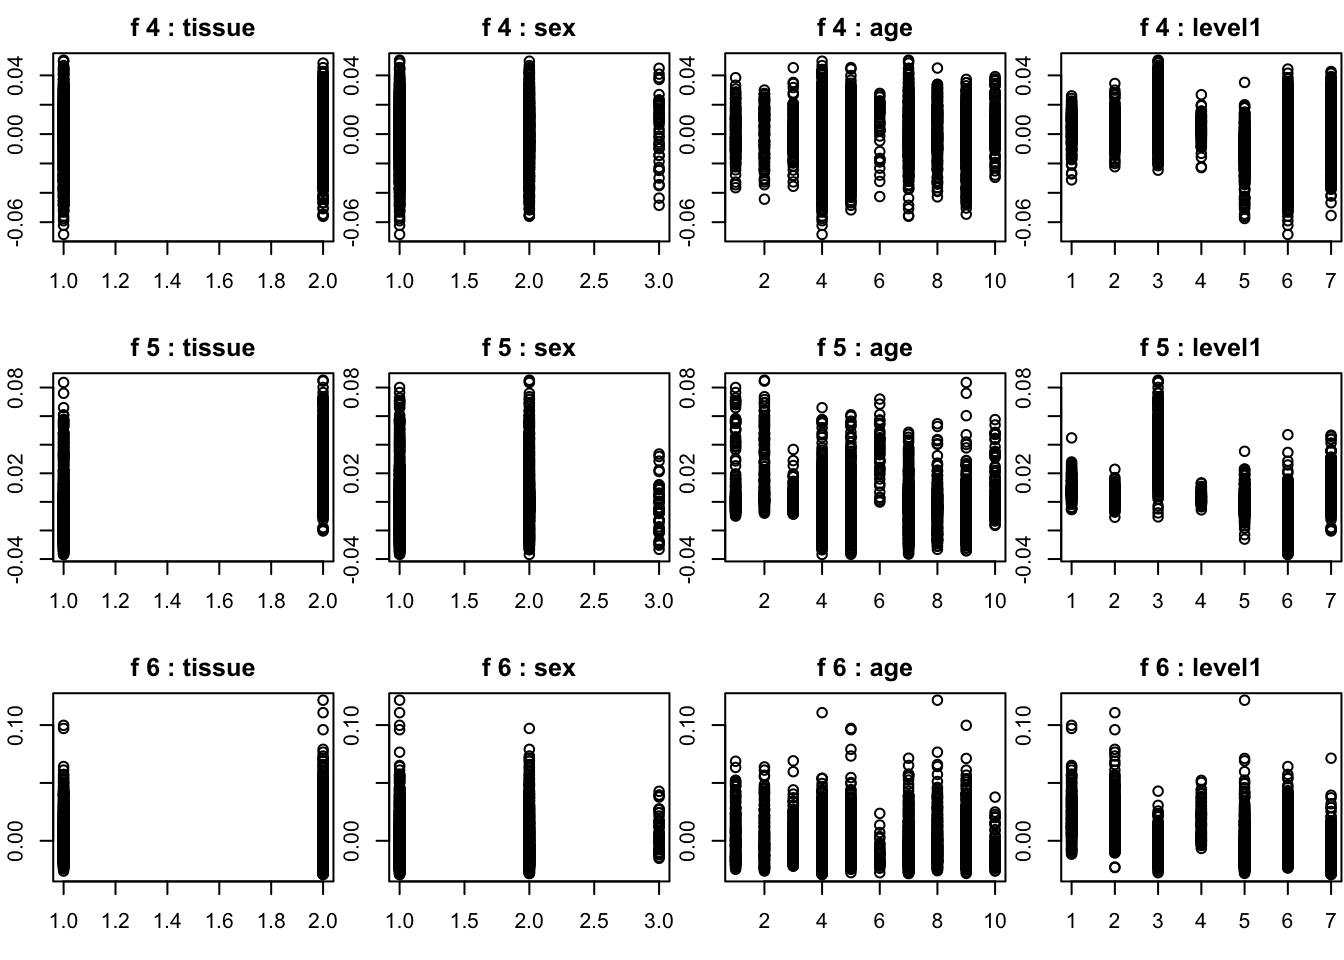 f 4 : tissue
-0.06 0.00 0.04
1.0 1.2 1.4 1.6 1.8 2.0
f 4 : sex
-0.06 0.00 0.04
1.0 1.5 2.0 2.5 3.0
f 4 : age
-0.06 0.00 0.04
2 4 6 8 10
f 4 : level1
-0.06 0.00 0.04
1 2 3 4 5 6 7
f 5 : tissue
-0.04 0.02 0.08
1.0 1.2 1.4 1.6 1.8 2.0
f 5 : sex
-0.04 0.02 0.08
1.0 1.5 2.0 2.5 3.0
f 5 : age
-0.04 0.02 0.08
2 4 6 8 10
f 5 : level1
-0.04 0.02 0.08
1 2 3 4 5 6 7
f 6 : tissue
0.00 0.10
1.0 1.2 1.4 1.6 1.8 2.0
f 6 : sex
0.00 0.10
1.0 1.5 2.0 2.5 3.0
f 6 : age
0.00 0.10
2 4 6 8 10
f 6 : level1
0.00 0.10
1 2 3 4 5 6 7